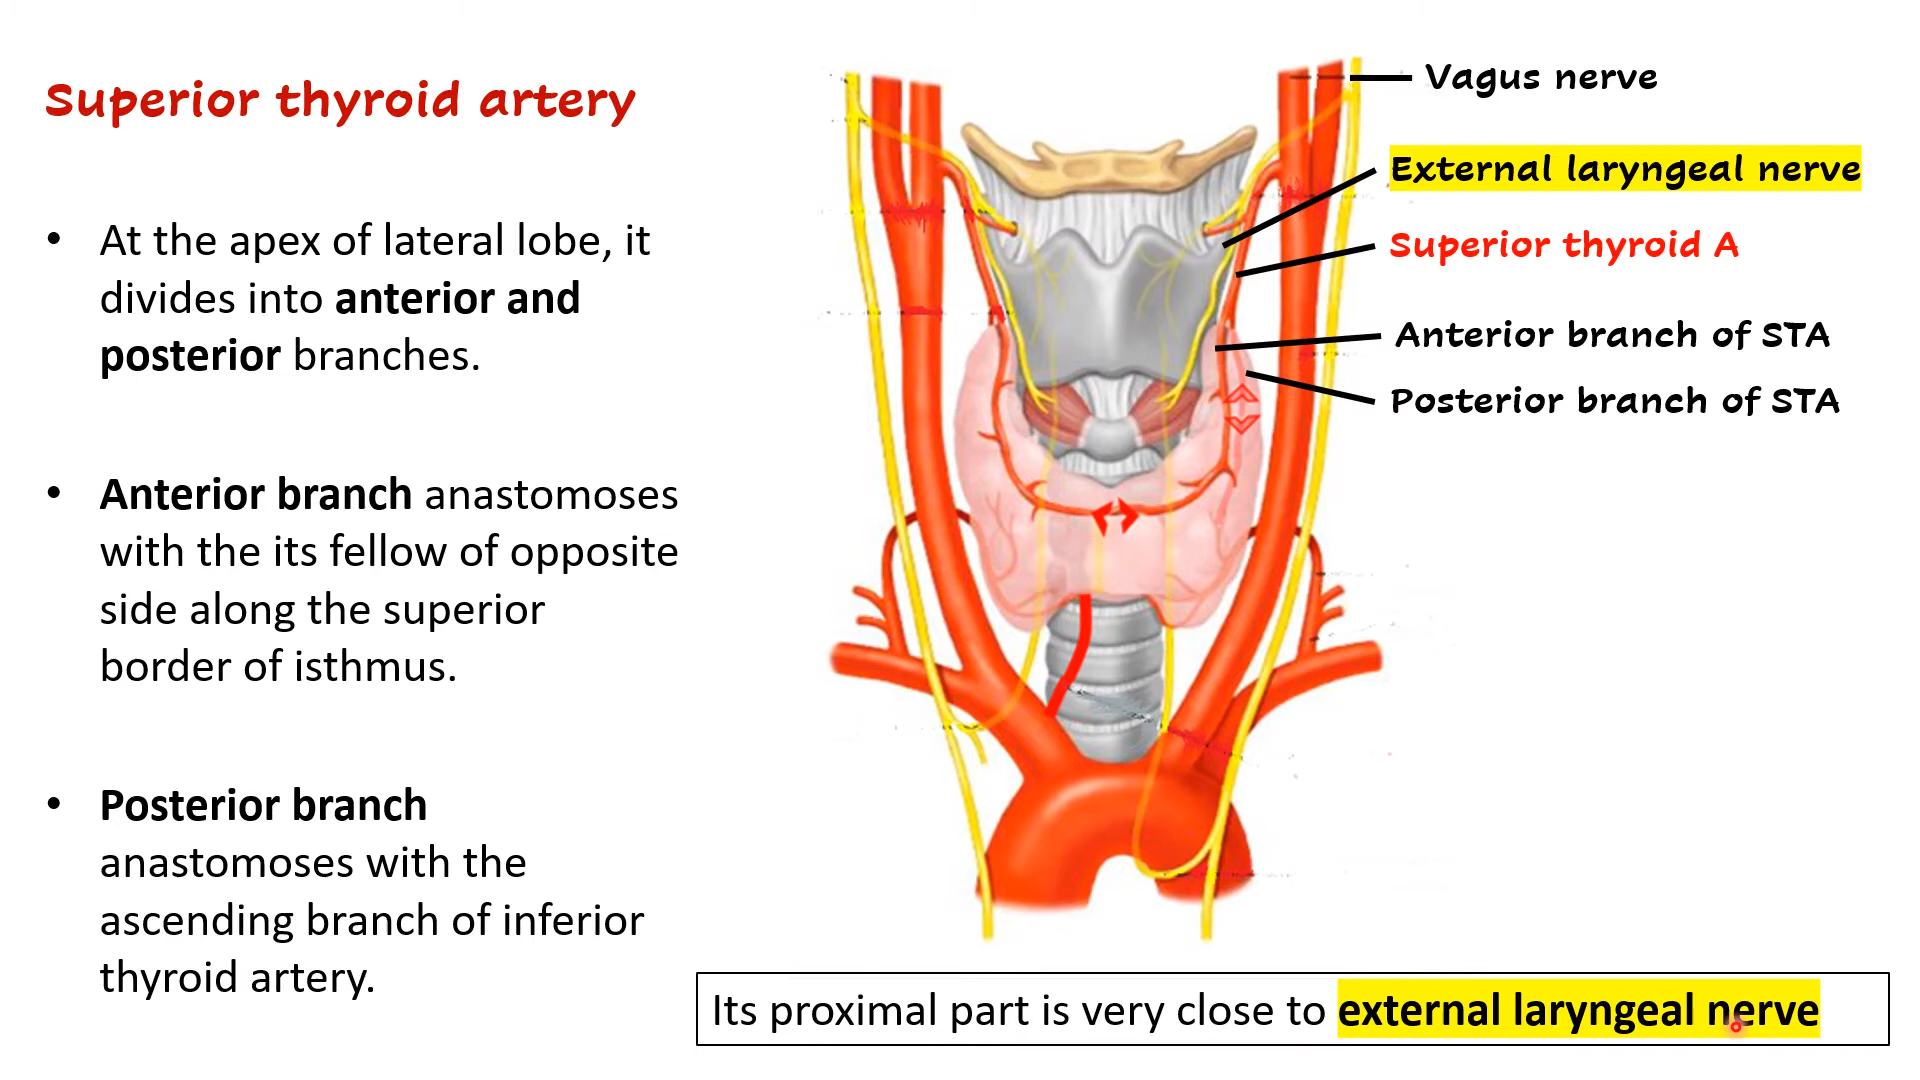 Superior thyroid artery
• At the apex of lateral lobe, it
divides into anterior and
posterior branches.
• Anterior branch anastomoses
with the its fellow of opposite
side along the superior
border of isthmus.
• Posterior branch
anastomoses with the
ascending branch of inferior
thyroid artery.
Vagus nerve
External laryngeal nerve
Superior thyroid A
Anterior branch of STA
Posterior branch of STA
Its proximal part is very close to external laryngeal nerve